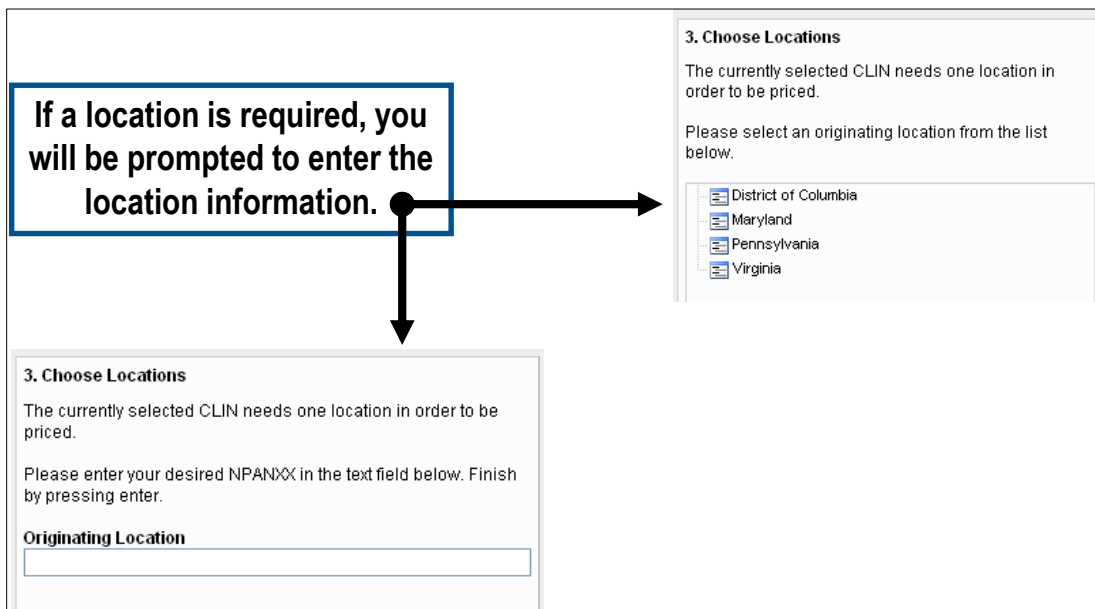 If a location is required, you
will be prompted to enter the
location information.
3. Choose Locations
The currently selected CLIN needs one location in
order to be priced.
Please select an originating location from the list
below.
District of Columbia
Maryland
Pennsylvania
Virginia
3. Choose Locations
The currently selected CLIN needs one location in order to be
priced.
Please enter your desired NPANXX in the text field below. Finish
by pressing enter.
Originating Location